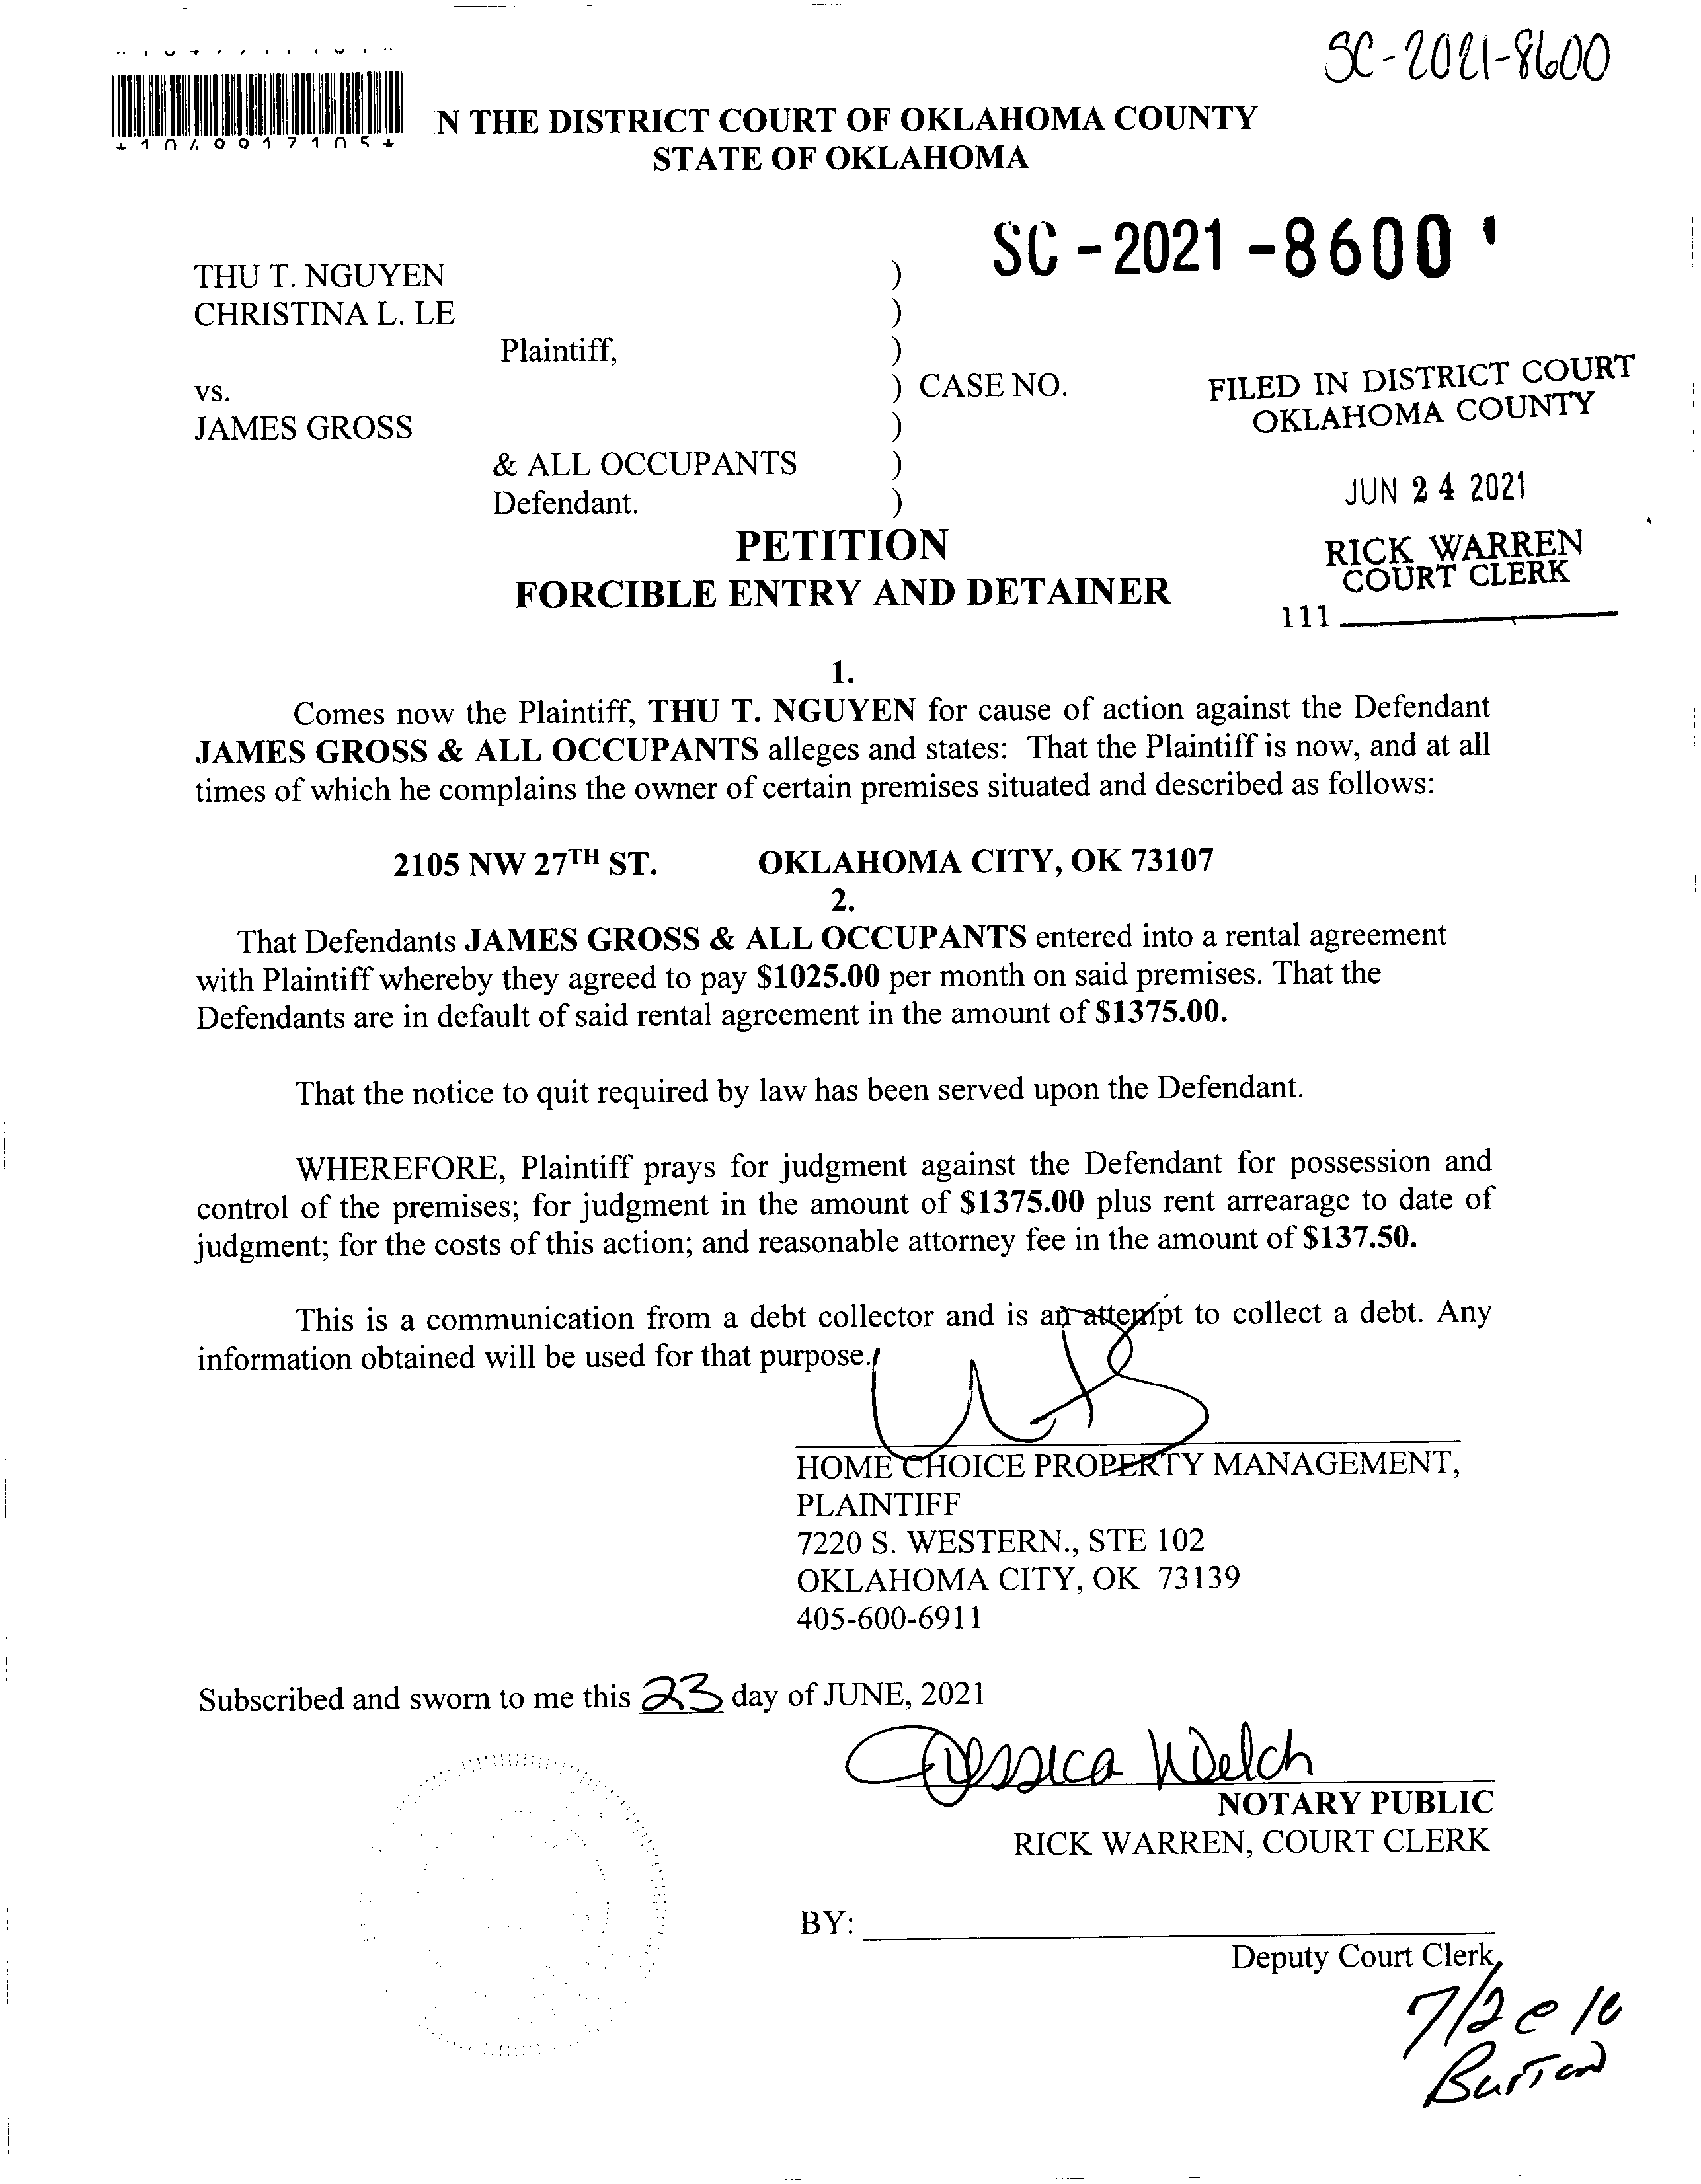 SC-2021-8600
*1049917105*
N THE DISTRICT COURT OF OKLAHOMA COUNTY
STATE OF OKLAHOMA
SC-2021-8600
THU T. NGUYEN )
CHRISTINA L. LE )
Plaintiff, )
vs. ) CASE NO.
JAMES GROSS )
& ALL OCCUPANTS )
Defendant. )
FILED IN DISTRICT COURT
OKLAHOMA COUNTY
JUN 24 2021
RICK WARREN
COURT CLERK
111
PETITION
FORCIBLE ENTRY AND DETAINER
1.
Comes now the Plaintiff, THU T. NGUYEN for cause of action against the Defendant
JAMES GROSS & ALL OCCUPANTS alleges and states: That the Plaintiff is now, and at all
times of which he complains the owner of certain premises situated and described as follows:
2105 NW 27TH ST. OKLAHOMA CITY, OK 73107
2.
That Defendants JAMES GROSS & ALL OCCUPANTS entered into a rental agreement
with Plaintiff whereby they agreed to pay $1025.00 per month on said premises. That the
Defendants are in default of said rental agreement in the amount of $1375.00.
That the notice to quit required by law has been served upon the Defendant.
WHEREFORE, Plaintiff prays for judgment against the Defendant for possession and
control of the premises; for judgment in the amount of $1375.00 plus rent arrearage to date of
judgment; for the costs of this action; and reasonable attorney fee in the amount of $137.50.
This is a communication from a debt collector and is an attempt to collect a debt. Any
information obtained will be used for that purpose.
HOME CHOICE PROPERTY MANAGEMENT,
PLAINTIFF
7220 S. WESTERN., STE 102
OKLAHOMA CITY, OK 73139
405-600-6911
Subscribed and sworn to me this 23 day of JUNE, 2021
Jessica Welch
NOTARY PUBLIC
RICK WARREN, COURT CLERK
BY:
Deputy Court Clerk
7/2 @
Burton